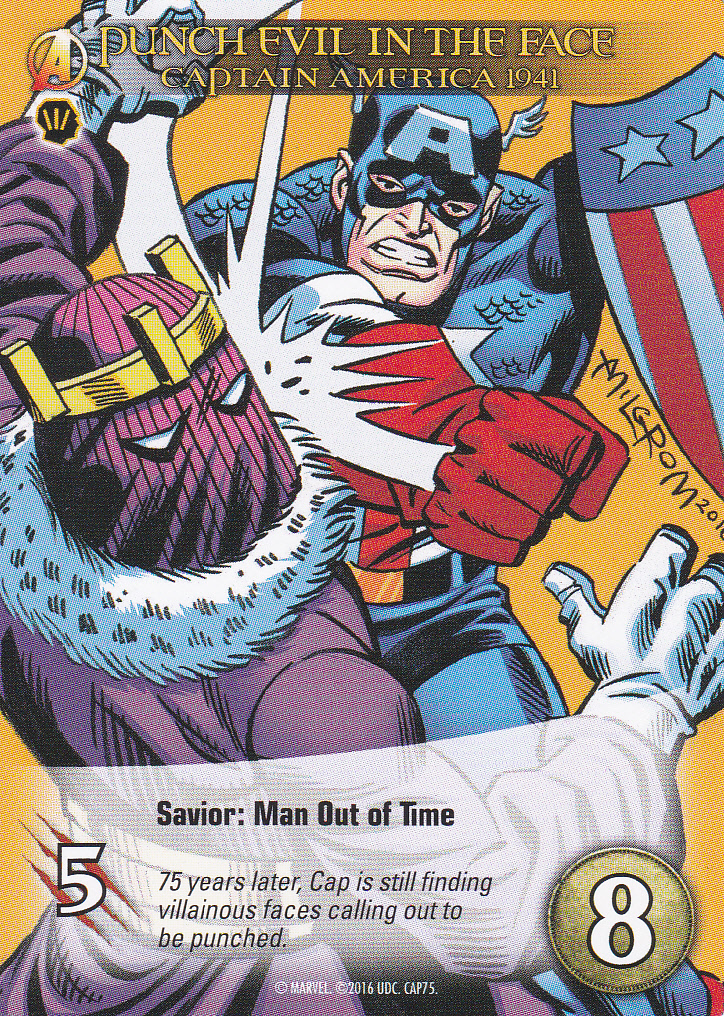 PUNCH EVIL IN THE FACE
CAPTAIN AMERICA 1941
A
MILGROM
Savior: Man Out of Time
5
75 years later, Cap is still finding
villainous faces calling out to
be punched.
8
© MARVEL. ©2016 UDC. CAP75.